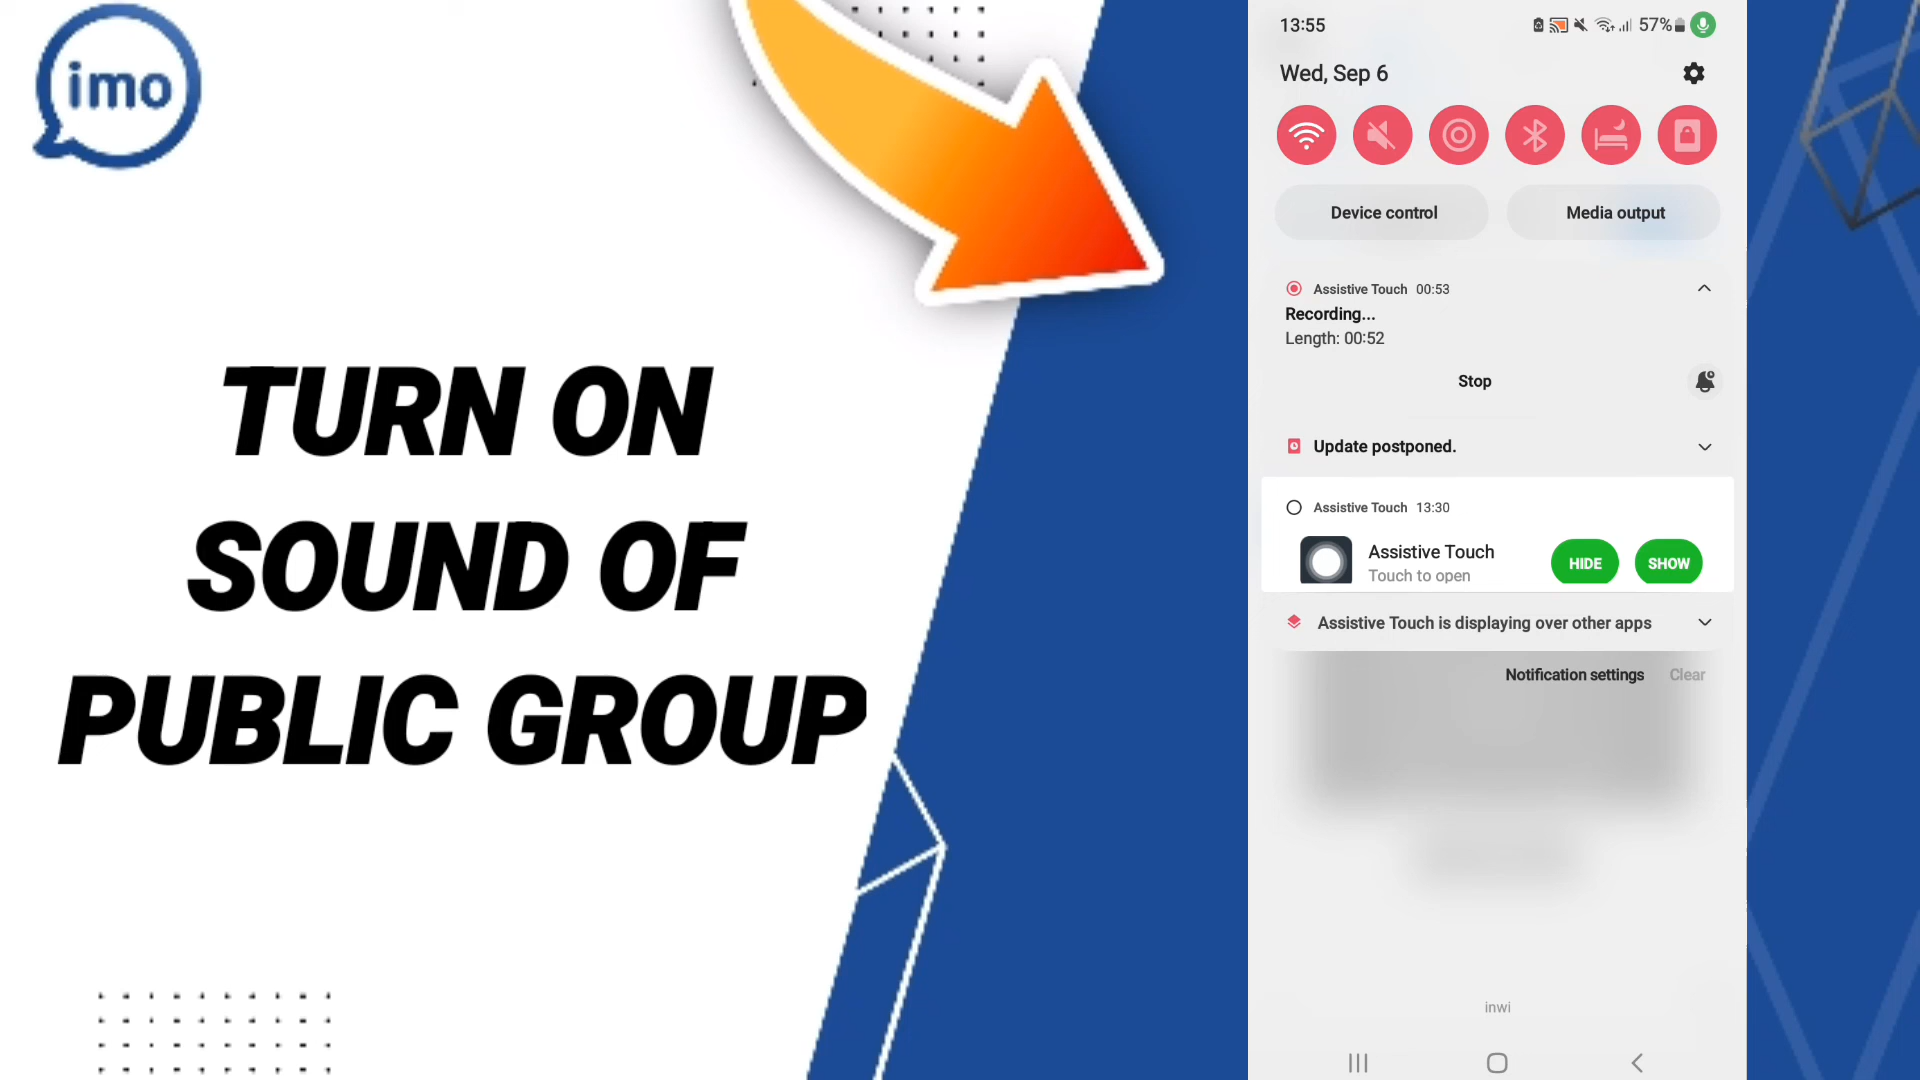 imo
TURN ON
SOUND OF
PUBLIC GROUP
13:55
57%
Wed, Sep 6
Device control
Media output
Assistive Touch 00:53
Recording...
Length: 00:52
Stop
Update postponed.
Assistive Touch 13:30
Assistive Touch
Touch to open
HIDE
SHOW
Assistive Touch is displaying over other apps
Notification settings
Clear
inwi